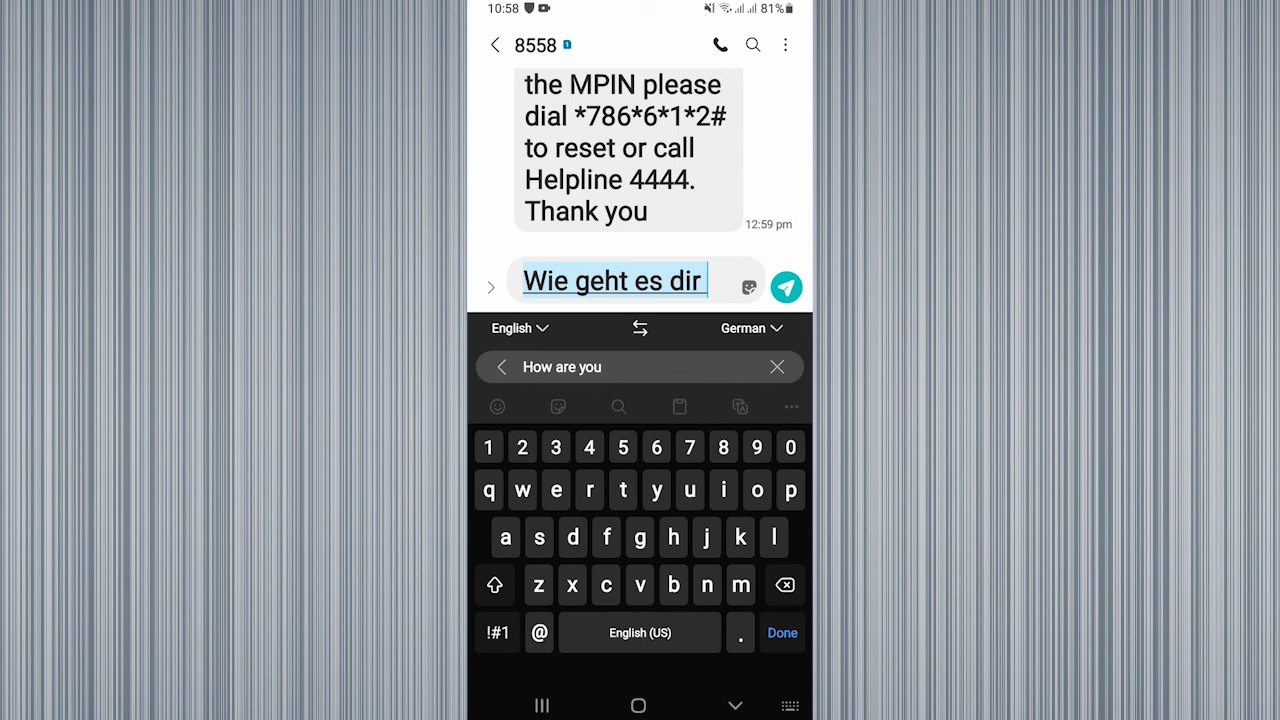 10:58 81%
8558 1
the MPIN please
dial *786*6*1*2#
to reset or call
Helpline 4444.
Thank you
12:59 pm
Wie geht es dir
English German
How are you
1 2 3 4 5 6 7 8 9 0
q w e r t y u i o p
a s d f g h j k l
z x c v b n m
!#1 @ English (US) . Done